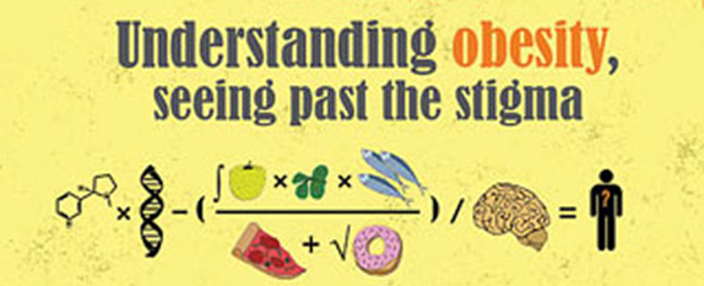 Understanding obesity,
seeing past the stigma
× − ( ∫ × × + √ ) / = ?